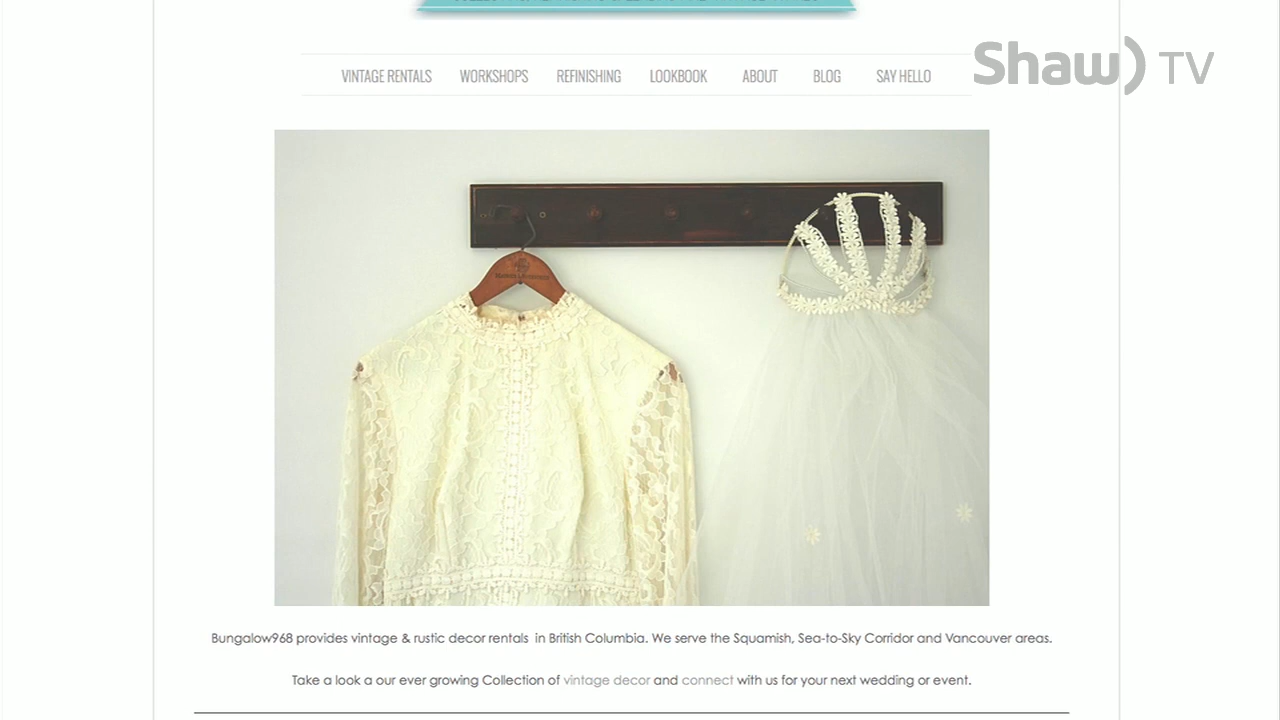 Shaw) TV
VINTAGE RENTALS WORKSHOPS REFINISHING LOOKBOOK ABOUT BLOG SAY HELLO
Bungalow968 provides vintage & rustic decor rentals in British Columbia. We serve the Squamish, Sea-to-Sky Corridor and Vancouver areas.
Take a look a our ever growing Collection of vintage decor and connect with us for your next wedding or event.